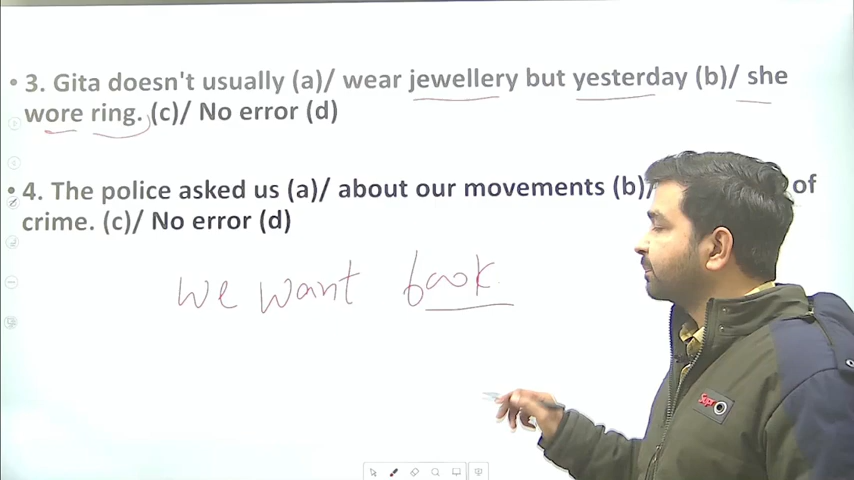 • 3. Gita doesn't usually (a)/ wear jewellery but yesterday (b)/ she
wore ring. (c)/ No error (d)
• 4. The police asked us (a)/ about our movements (b)/ of
crime. (c)/ No error (d)
We want book.